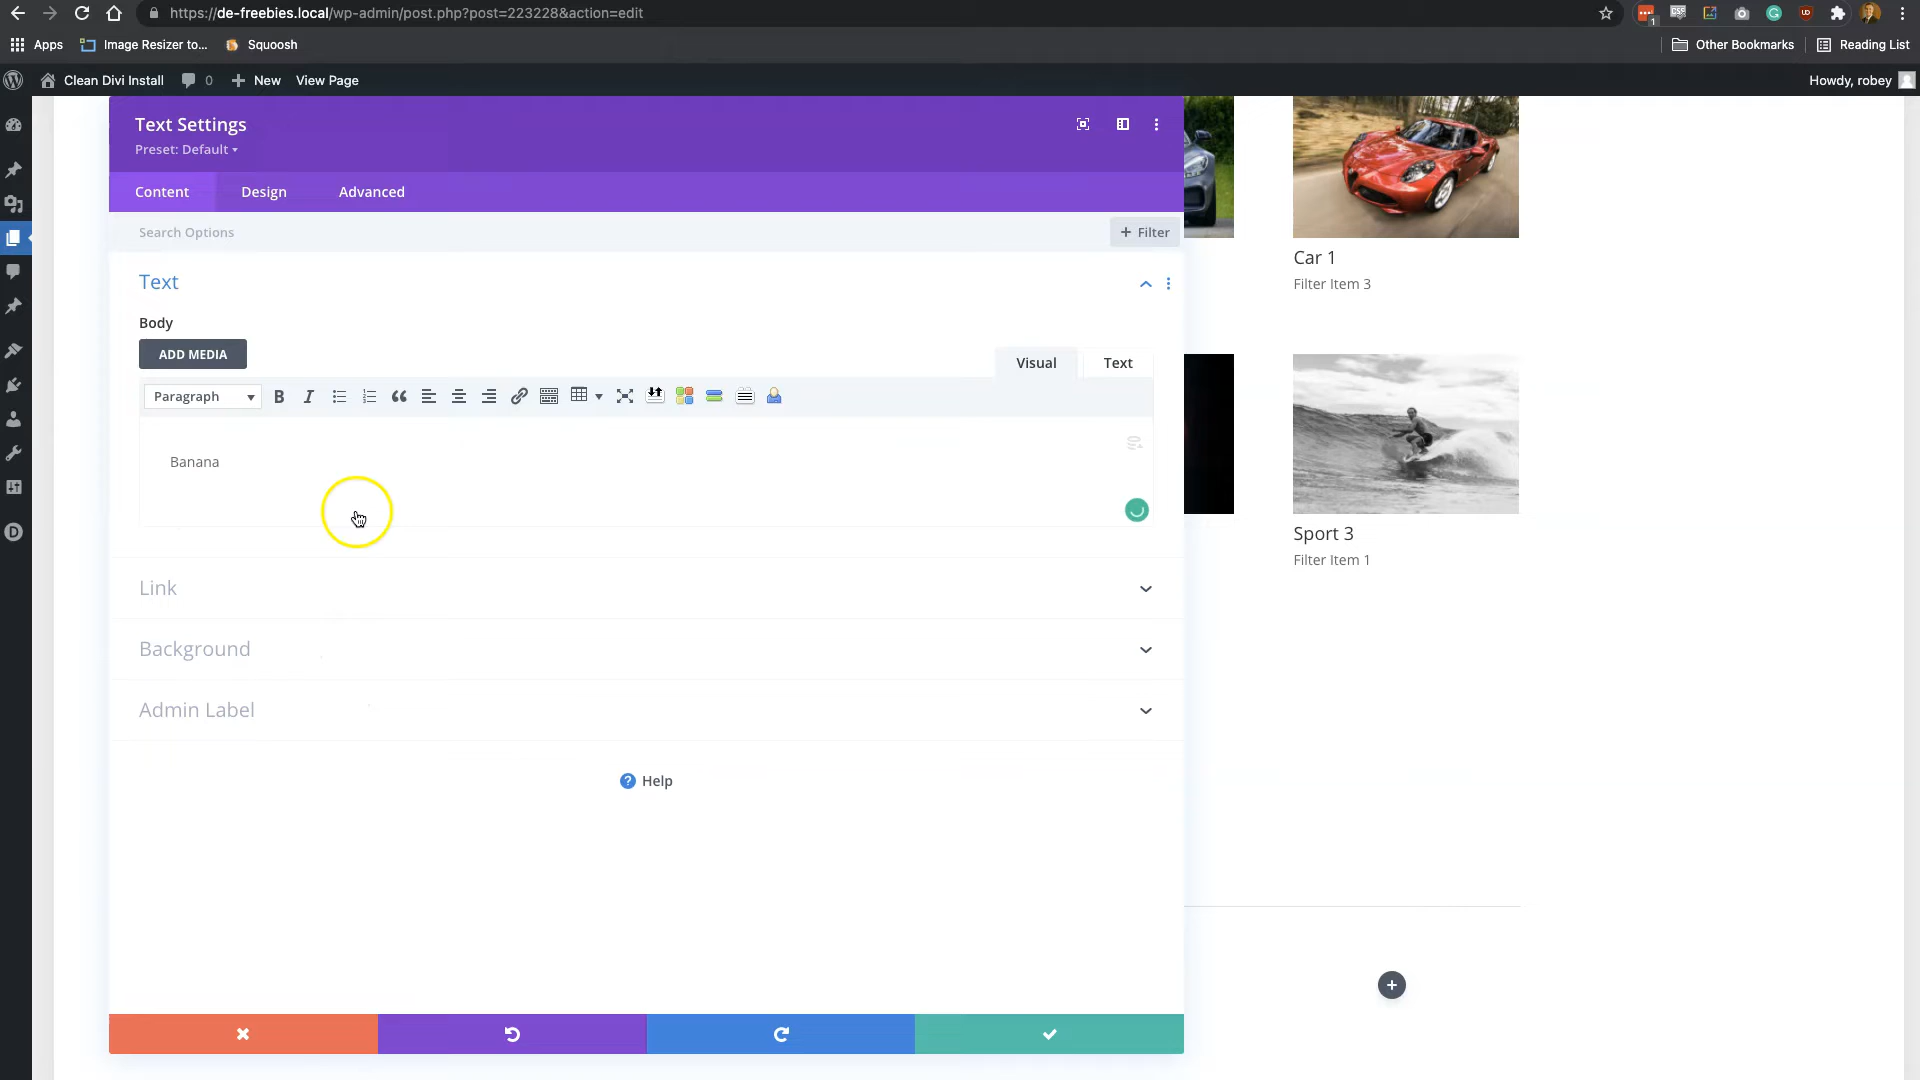 https://de-freebies.local/wp-admin/post.php?post=223228&action=edit
Apps
Image Resizer to...
Squoosh
Other Bookmarks
Reading List
Clean Divi Install
0
New
View Page
Howdy, robey
Text Settings
Preset: Default
Content
Design
Advanced
Search Options
+ Filter
Text
Body
ADD MEDIA
Visual
Text
Paragraph
B
I
Banana
Link
Background
Admin Label
? Help
Car 1
Filter Item 3
Sport 3
Filter Item 1